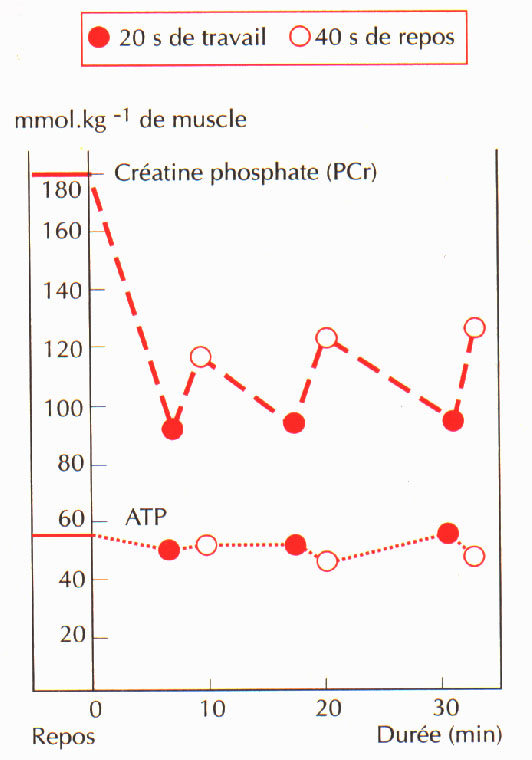 20 s de travail 40 s de repos
mmol.kg -1 de muscle
Créatine phosphate (PCr)
180
160
140
120
100
80
60
ATP
40
20
0 10 20 30
Repos Durée (min)